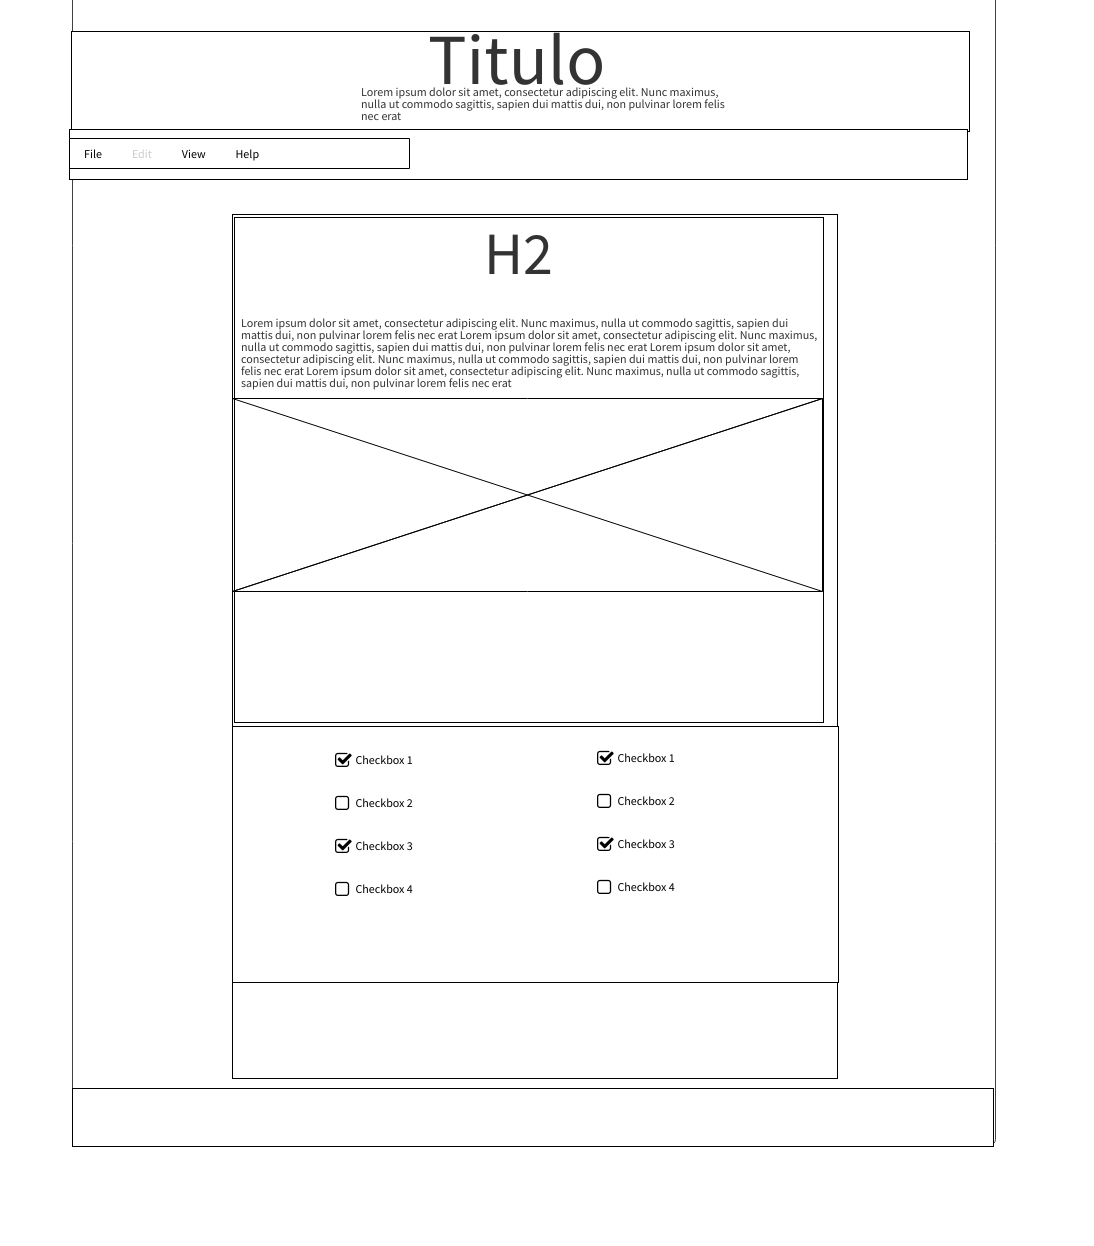 Titulo
Lorem ipsum dolor sit amet, consectetur adipiscing elit. Nunc maximus,
nulla ut commodo sagittis, sapien dui mattis dui, non pulvinar lorem felis
nec erat
File Edit View Help
H2
Lorem ipsum dolor sit amet, consectetur adipiscing elit. Nunc maximus, nulla ut commodo sagittis, sapien dui
mattis dui, non pulvinar lorem felis nec erat Lorem ipsum dolor sit amet, consectetur adipiscing elit. Nunc maximus,
nulla ut commodo sagittis, sapien dui mattis dui, non pulvinar lorem felis nec erat Lorem ipsum dolor sit amet,
consectetur adipiscing elit. Nunc maximus, nulla ut commodo sagittis, sapien dui mattis dui, non pulvinar lorem
felis nec erat Lorem ipsum dolor sit amet, consectetur adipiscing elit. Nunc maximus, nulla ut commodo sagittis,
sapien dui mattis dui, non pulvinar lorem felis nec erat
Checkbox 1
Checkbox 2
Checkbox 3
Checkbox 4
Checkbox 1
Checkbox 2
Checkbox 3
Checkbox 4